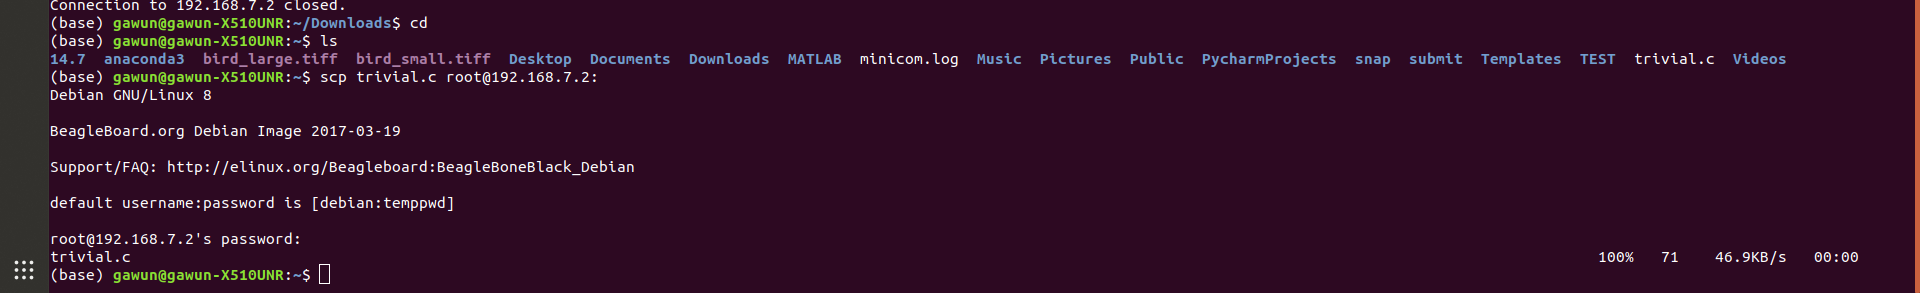 Connection to 192.168.7.2 closed.
(base) gawun@gawun-X510UNR:~/Downloads$ cd
(base) gawun@gawun-X510UNR:~$ ls
14.7  anaconda3  bird_large.tiff  bird_small.tiff  Desktop  Documents  Downloads  MATLAB  minicom.log  Music  Pictures  Public  PycharmProjects  snap  submit  Templates  TEST  trivial.c  Videos
(base) gawun@gawun-X510UNR:~$ scp trivial.c root@192.168.7.2:
Debian GNU/Linux 8
BeagleBoard.org Debian Image 2017-03-19
Support/FAQ: http://elinux.org/Beagleboard:BeagleBoneBlack_Debian
default username:password is [debian:temppwd]
root@192.168.7.2's password:
trivial.c 100% 71 46.9KB/s 00:00
(base) gawun@gawun-X510UNR:~$